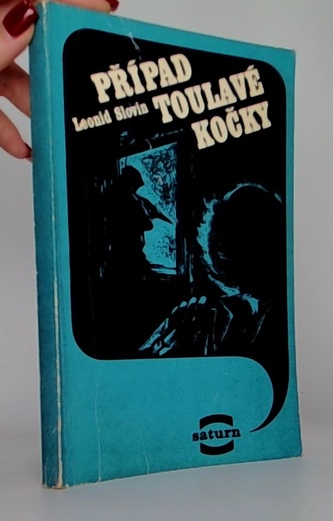 PŘÍPAD
Leonid Slovin
TOULAVÉ
KOČKY
saturn